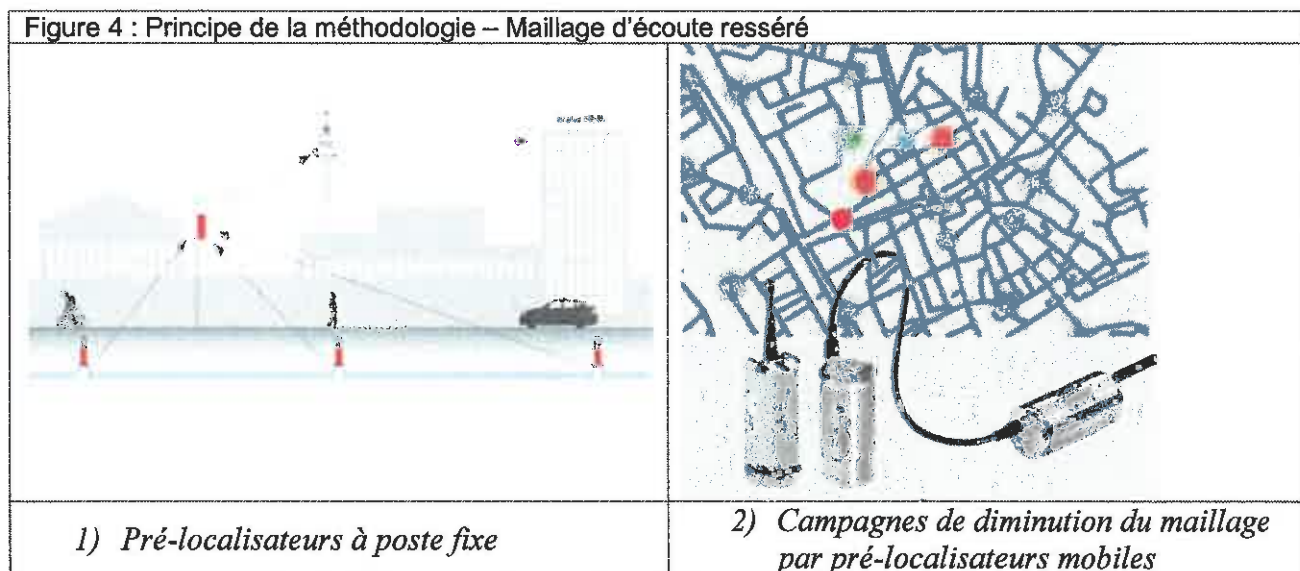 Figure 4 : Principe de la méthodologie – Maillage d'écoute resséré
1) Pré-localisateurs à poste fixe
2) Campagnes de diminution du maillage
par pré-localisateurs mobiles